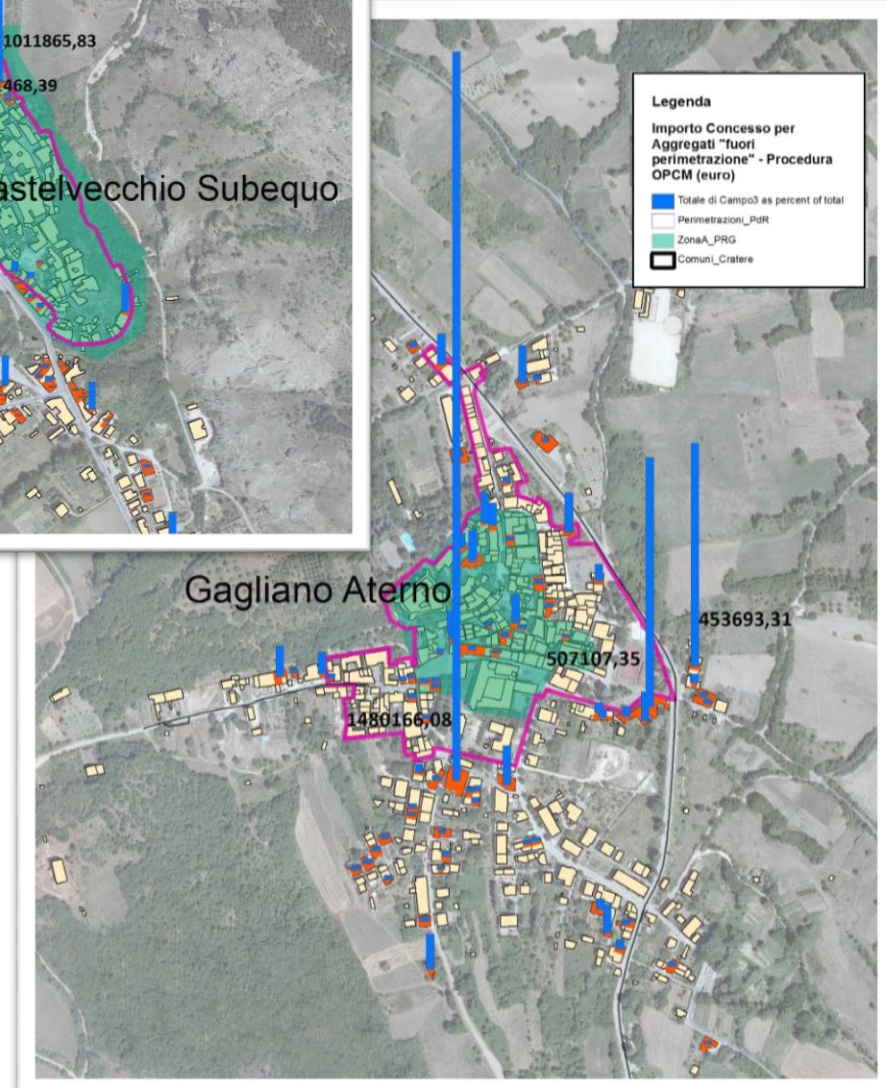 1011865,83
468,39
astelvecchio Subequo
Legenda
Importo Concesso per
Aggregati "fuori
perimetrazione" - Procedura
OPCM (euro)
Totale di Campo3 as percent of total
Perimetrazioni_PdR
ZonaA_PRG
Comuni_Cratere
Gagliano Aterno
453693,31
507107,35
1480166,08